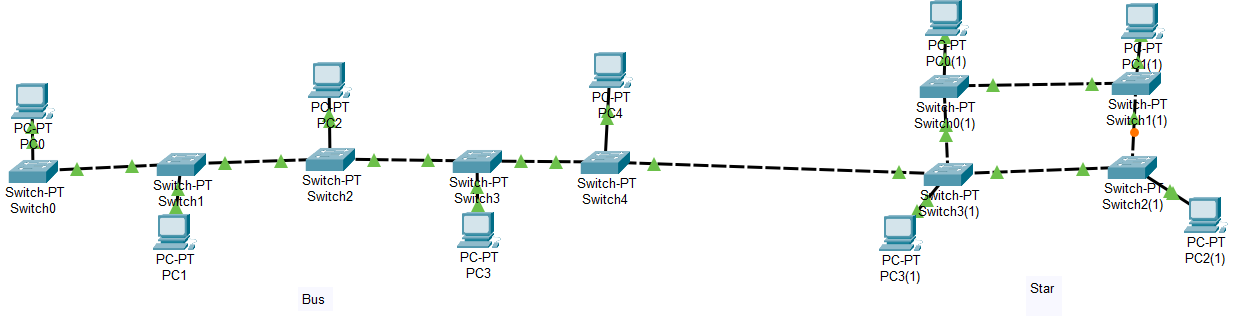 PC-PT
PC0
Switch-PT
Switch0
Switch-PT
Switch1
PC-PT
PC1
PC-PT
PC2
Switch-PT
Switch2
Switch-PT
Switch3
PC-PT
PC3
PC-PT
PC4
Switch-PT
Switch4
Bus
PC-PT
PC0(1)
Switch-PT
Switch0(1)
PC-PT
PC1(1)
Switch-PT
Switch1(1)
Switch-PT
Switch3(1)
Switch-PT
Switch2(1)
PC-PT
PC3(1)
PC-PT
PC2(1)
Star